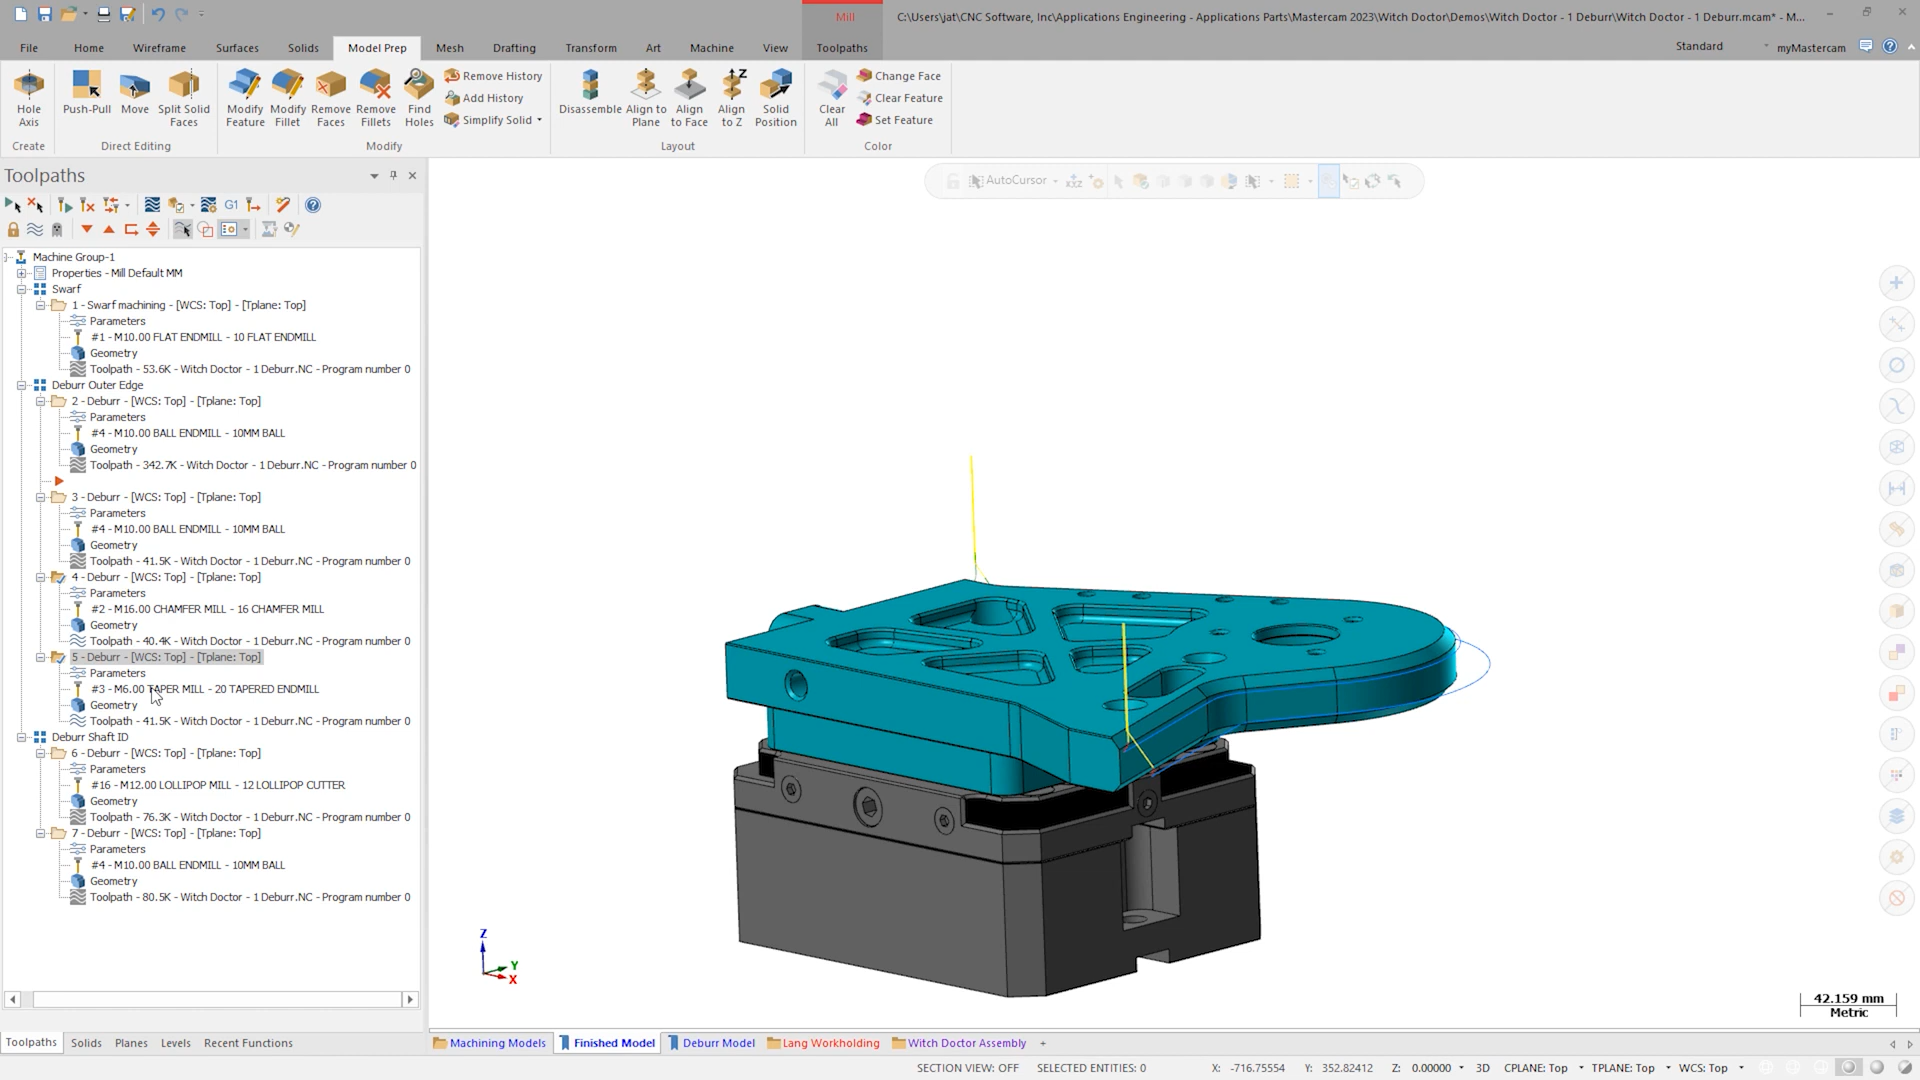 Mill
C:\Users\jat\CNC Software, Inc\Applications Engineering - Applications Parts\Mastercam 2023\Witch Doctor\Demos\Witch Doctor - 1 Deburr\Witch Doctor - 1 Deburr.mcam* - M...
File Home Wireframe Surfaces Solids Model Prep Mesh Drafting Transform Art Machine View Toolpaths
Standard myMastercam
Hole Axis
Push-Pull Move Split Solid Faces
Modify Feature Modify Fillet Remove Faces Remove Fillets Find Holes
Remove History
Add History
Simplify Solid
Disassemble Align to Plane Align to Face Align to Z Solid Position
Clear All
Change Face
Clear Feature
Set Feature
Create Direct Editing Modify Layout Color
Toolpaths
AutoCursor
G1
Machine Group-1
Properties - Mill Default MM
Swarf
1 - Swarf machining - [WCS: Top] - [Tplane: Top]
Parameters
#1 - M10.00 FLAT ENDMILL - 10 FLAT ENDMILL
Geometry
Toolpath - 53.6K - Witch Doctor - 1 Deburr.NC - Program number 0
Deburr Outer Edge
2 - Deburr - [WCS: Top] - [Tplane: Top]
Parameters
#4 - M10.00 BALL ENDMILL - 10MM BALL
Geometry
Toolpath - 342.7K - Witch Doctor - 1 Deburr.NC - Program number 0
3 - Deburr - [WCS: Top] - [Tplane: Top]
Parameters
#4 - M10.00 BALL ENDMILL - 10MM BALL
Geometry
Toolpath - 41.5K - Witch Doctor - 1 Deburr.NC - Program number 0
4 - Deburr - [WCS: Top] - [Tplane: Top]
Parameters
#2 - M16.00 CHAMFER MILL - 16 CHAMFER MILL
Geometry
Toolpath - 40.4K - Witch Doctor - 1 Deburr.NC - Program number 0
5 - Deburr - [WCS: Top] - [Tplane: Top]
Parameters
#3 - M6.00 TAPER MILL - 20 TAPERED ENDMILL
Geometry
Toolpath - 41.5K - Witch Doctor - 1 Deburr.NC - Program number 0
Deburr Shaft ID
6 - Deburr - [WCS: Top] - [Tplane: Top]
Parameters
#16 - M12.00 LOLLIPOP MILL - 12 LOLLIPOP CUTTER
Geometry
Toolpath - 76.3K - Witch Doctor - 1 Deburr.NC - Program number 0
7 - Deburr - [WCS: Top] - [Tplane: Top]
Parameters
#4 - M10.00 BALL ENDMILL - 10MM BALL
Geometry
Toolpath - 80.5K - Witch Doctor - 1 Deburr.NC - Program number 0
Z
Y
X
42.159 mm
Metric
Toolpaths Solids Planes Levels Recent Functions
Machining Models Finished Model Deburr Model Lang Workholding Witch Doctor Assembly +
SECTION VIEW: OFF SELECTED ENTITIES: 0 X: -716.75554 Y: 352.82412 Z: 0.00000 3D CPLANE: Top TPLANE: Top WCS: Top